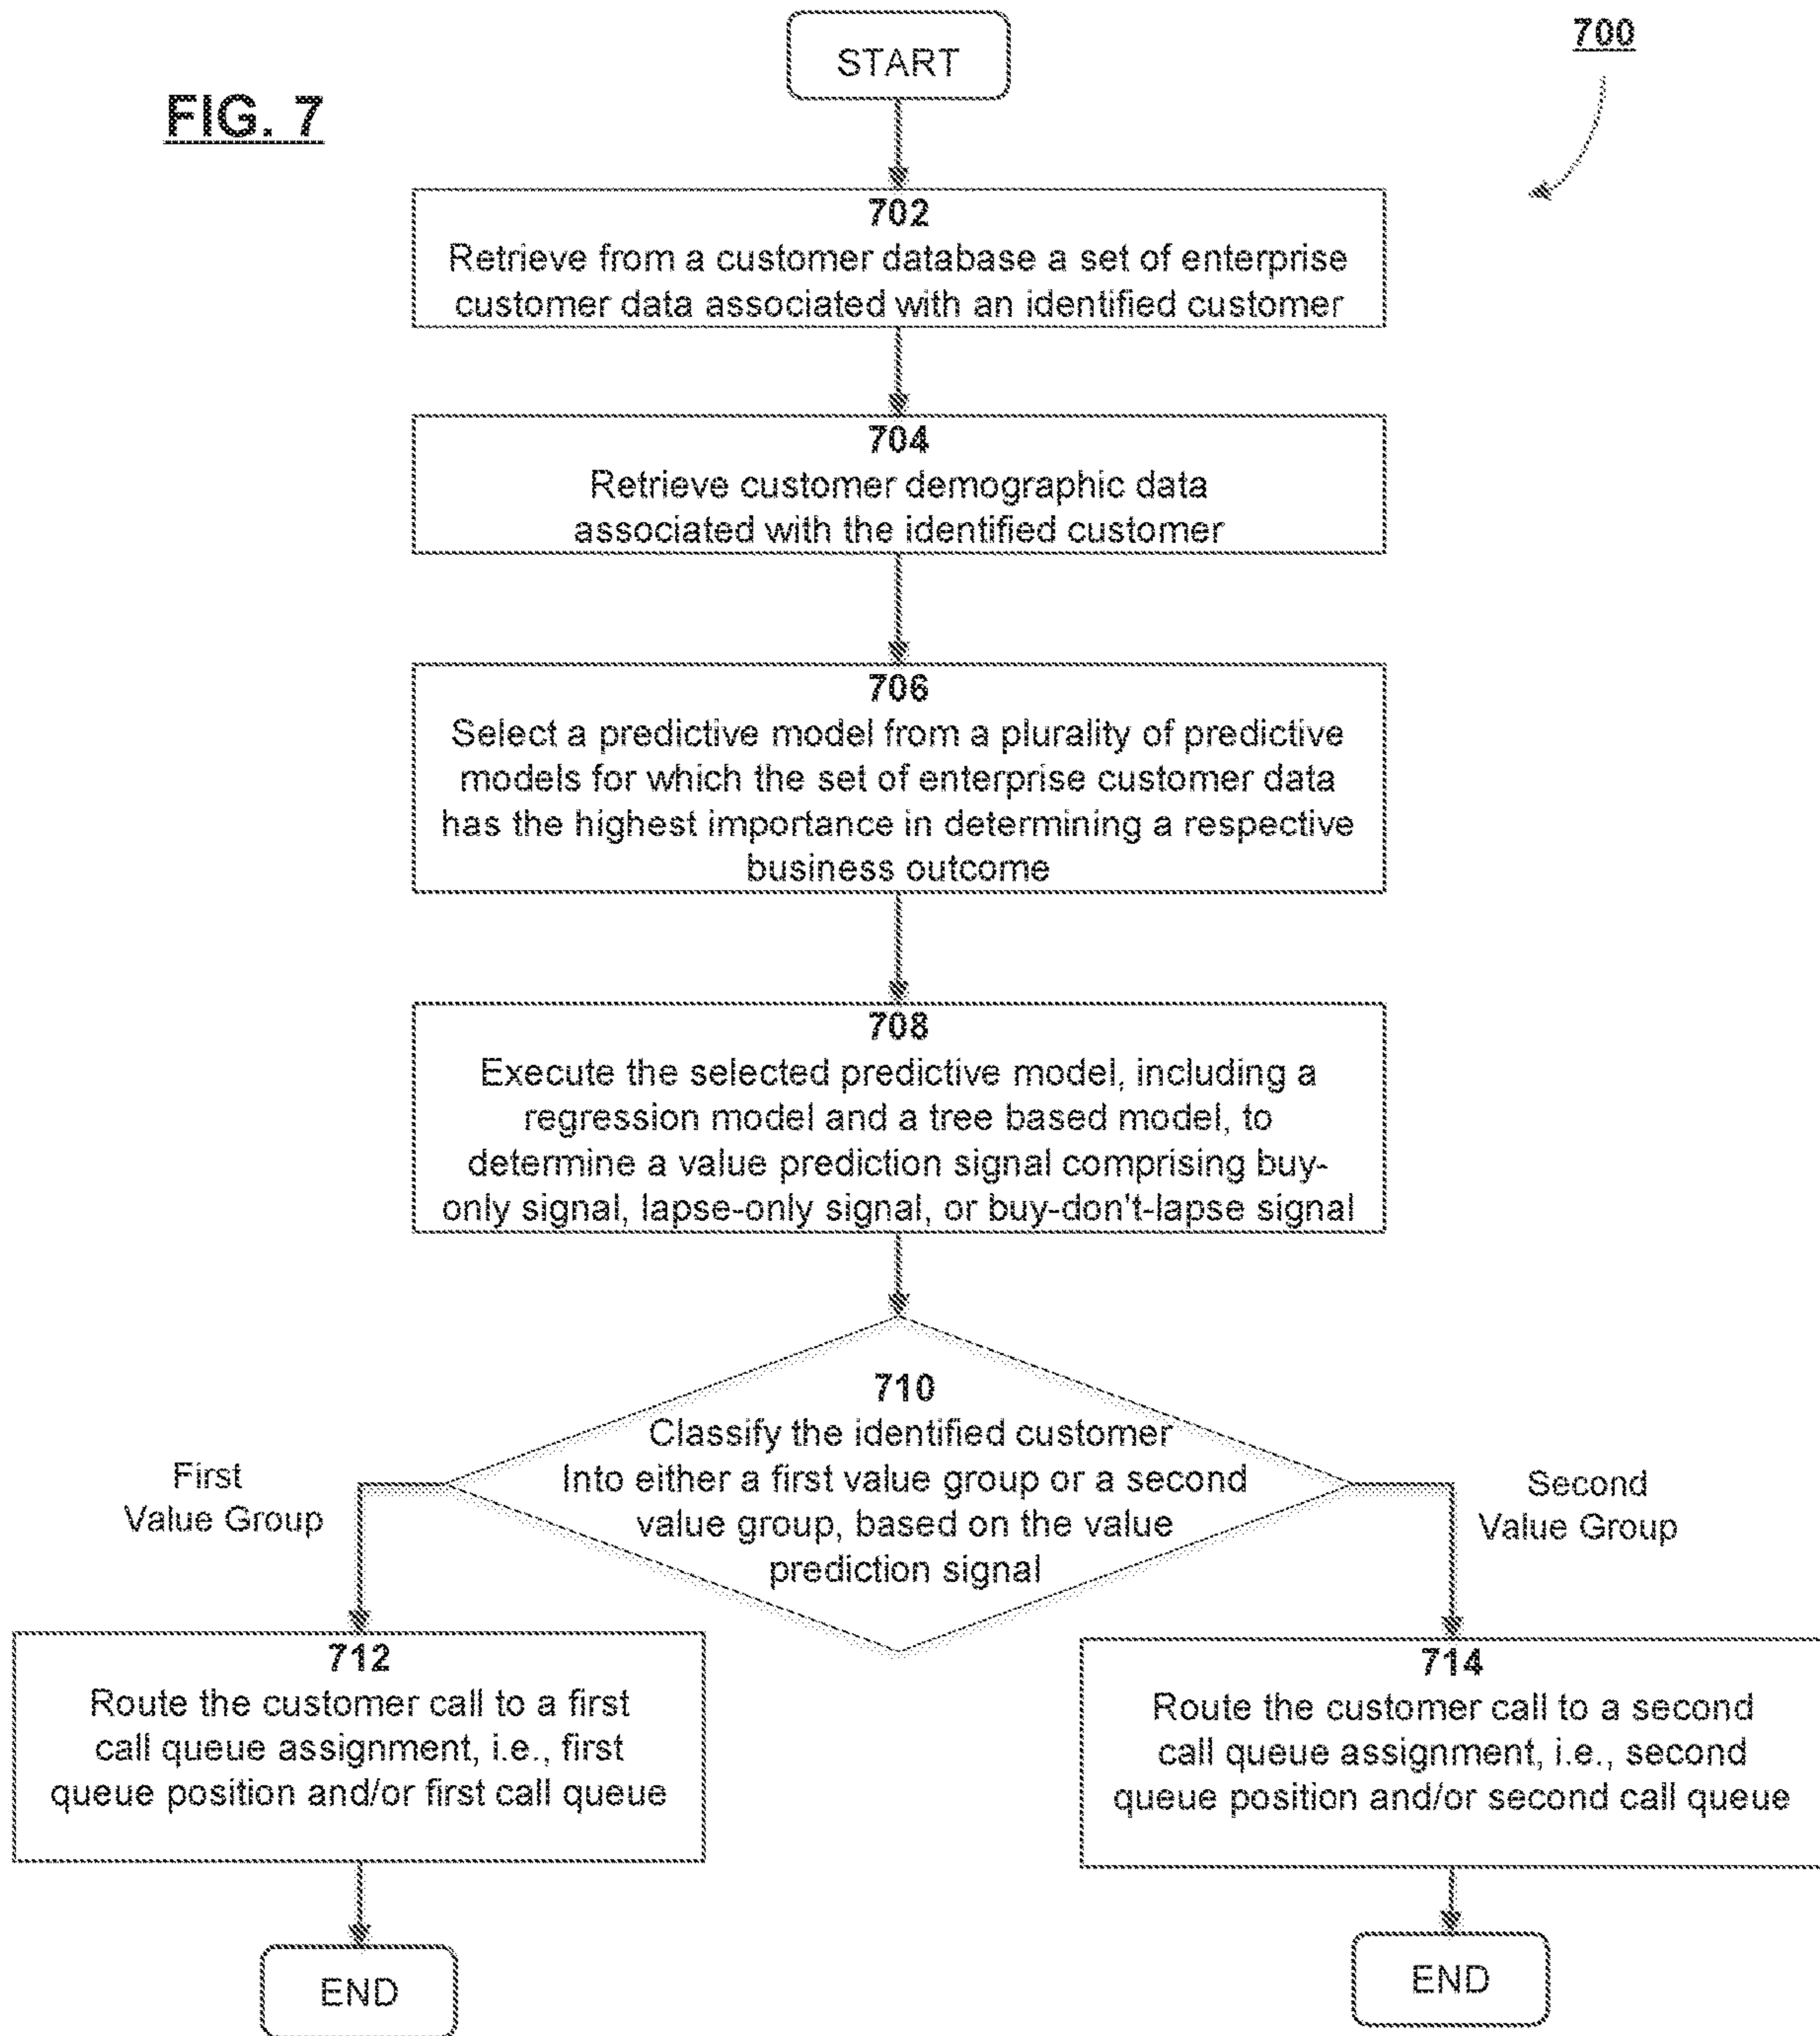 START
700
FIG. 7
702
Retrieve from a customer database a set of enterprise
customer data associated with an identified customer
704
Retrieve customer demographic data
associated with the identified customer
706
Select a predictive model from a plurality of predictive
models for which the set of enterprise customer data
has the highest importance in determining a respective
business outcome
708
Execute the selected predictive model, including a
regression model and a tree based model, to
determine a value prediction signal comprising buy-
only signal, lapse-only signal, or buy-don't-lapse signal
710
Classify the identified customer
Into either a first value group or a second
value group, based on the value
prediction signal
First
Value Group
Second
Value Group
712
Route the customer call to a first
call queue assignment, i.e., first
queue position and/or first call queue
714
Route the customer call to a second
call queue assignment, i.e., second
queue position and/or second call queue
END
END